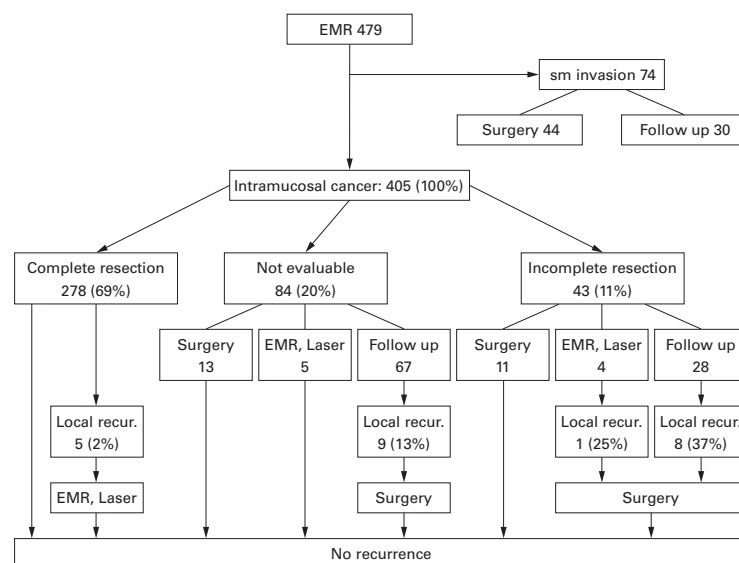 EMR 479
sm invasion 74
Surgery 44
Follow up 30
Intramucosal cancer: 405 (100%)
Complete resection
278 (69%)
Not evaluable
84 (20%)
Incomplete resection
43 (11%)
Surgery
13
EMR, Laser
5
Follow up
67
Surgery
11
EMR, Laser
4
Follow up
28
Local recur.
5 (2%)
Local recur.
9 (13%)
Local recur.
1 (25%)
Local recur.
8 (37%)
EMR, Laser
Surgery
Surgery
No recurrence